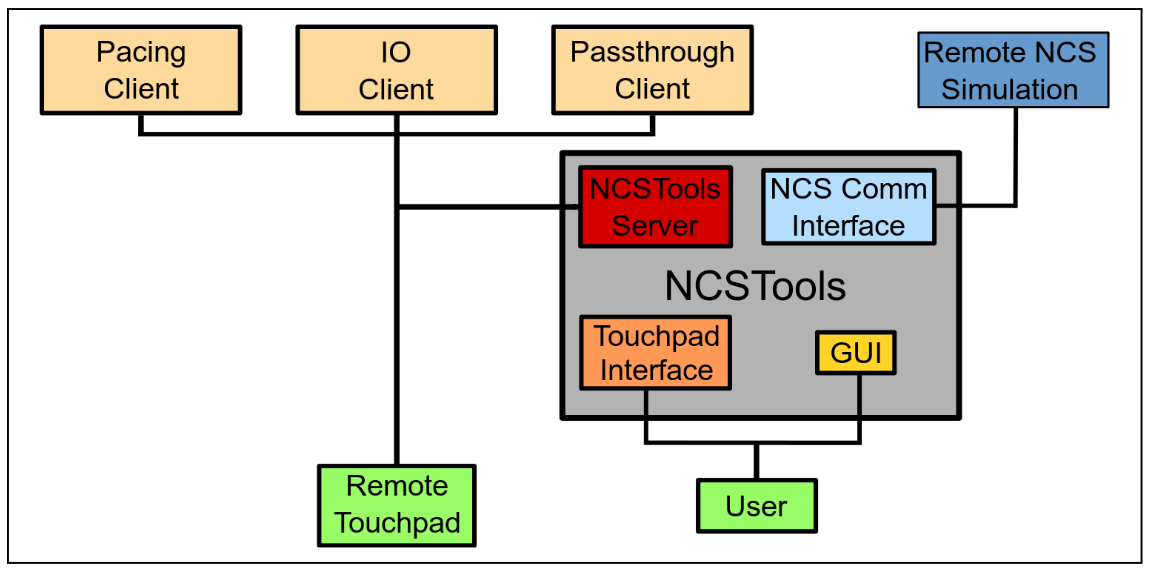 Pacing
Client
IO
Client
Passthrough
Client
Remote NCS
Simulation
NCSTools
Server
NCS Comm
Interface
NCSTools
Touchpad
Interface
GUI
Remote
Touchpad
User